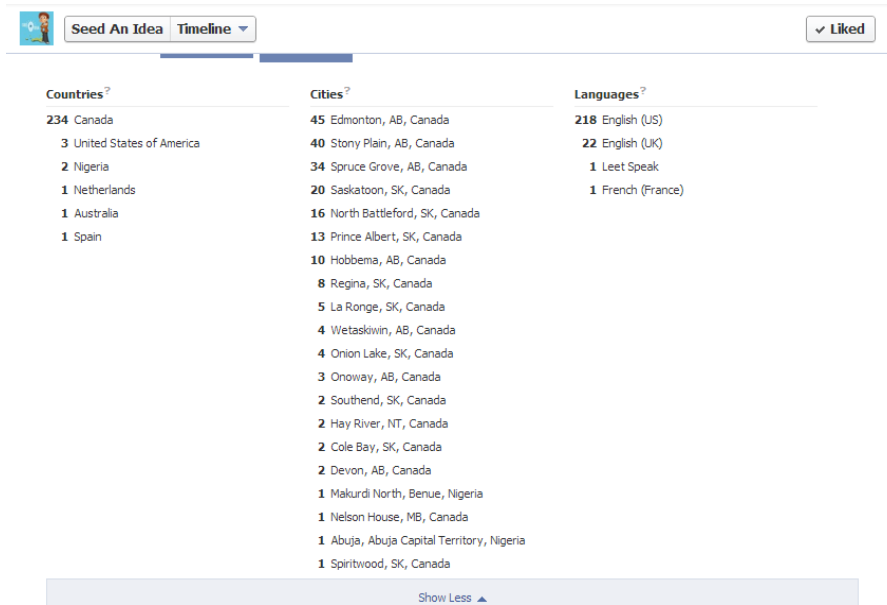 Seed An Idea Timeline
Liked
Countries?
234 Canada
3 United States of America
2 Nigeria
1 Netherlands
1 Australia
1 Spain
Cities?
45 Edmonton, AB, Canada
40 Stony Plain, AB, Canada
34 Spruce Grove, AB, Canada
20 Saskatoon, SK, Canada
16 North Battleford, SK, Canada
13 Prince Albert, SK, Canada
10 Hobbema, AB, Canada
8 Regina, SK, Canada
5 La Ronge, SK, Canada
4 Wetaskiwin, AB, Canada
4 Onion Lake, SK, Canada
3 Onoway, AB, Canada
2 Southend, SK, Canada
2 Hay River, NT, Canada
2 Cole Bay, SK, Canada
2 Devon, AB, Canada
1 Makurdi North, Benue, Nigeria
1 Nelson House, MB, Canada
1 Abuja, Abuja Capital Territory, Nigeria
1 Spiritwood, SK, Canada
Languages?
218 English (US)
22 English (UK)
1 Leet Speak
1 French (France)
Show Less